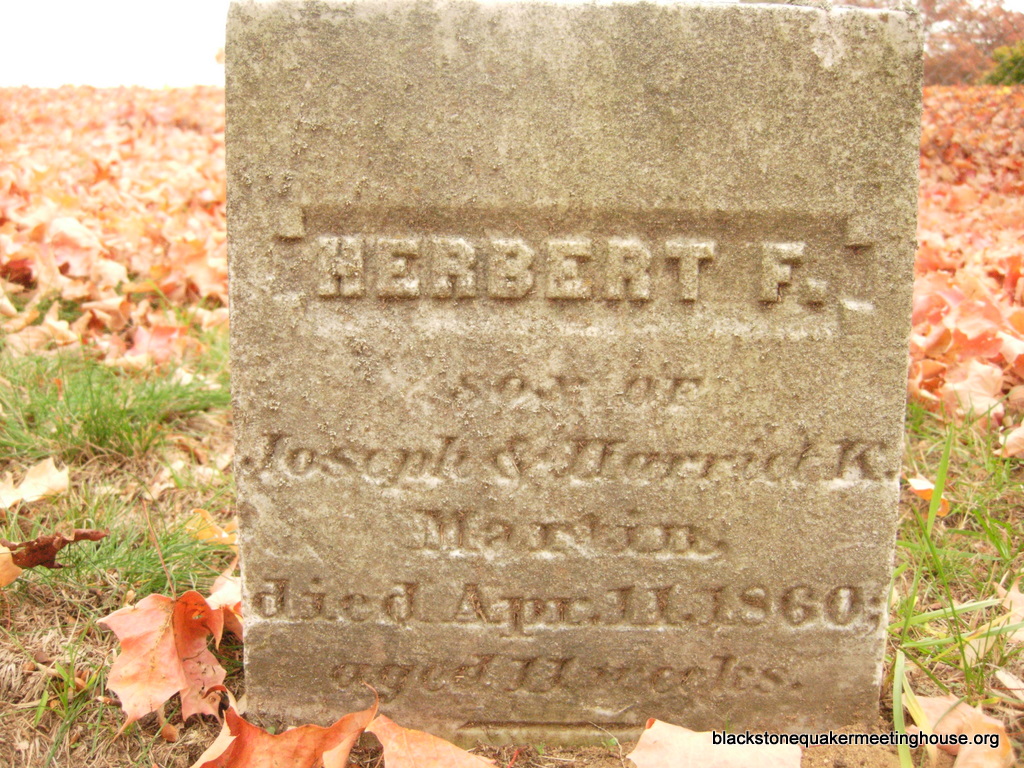 HERBERT F.
SON OF
Joseph & Harriet K.
Martin.
died Apr. 11. 1860;
aged 11 weeks.
blackstonequakermeetinghouse.org